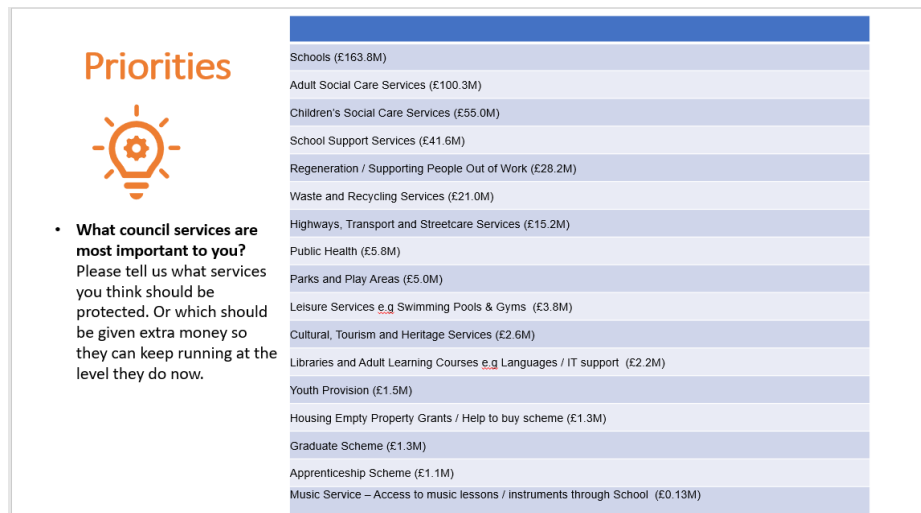 Priorities
• What council services are
most important to you?
Please tell us what services
you think should be
protected. Or which should
be given extra money so
they can keep running at the
level they do now.
Schools (£163.8M)
Adult Social Care Services (£100.3M)
Children's Social Care Services (£55.0M)
School Support Services (£41.6M)
Regeneration / Supporting People Out of Work (£28.2M)
Waste and Recycling Services (£21.0M)
Highways, Transport and Streetcare Services (£15.2M)
Public Health (£5.8M)
Parks and Play Areas (£5.0M)
Leisure Services e.g Swimming Pools & Gyms  (£3.8M)
Cultural, Tourism and Heritage Services (£2.6M)
Libraries and Adult Learning Courses e.g Languages / IT support  (£2.2M)
Youth Provision (£1.5M)
Housing Empty Property Grants / Help to buy scheme (£1.3M)
Graduate Scheme (£1.3M)
Apprenticeship Scheme (£1.1M)
Music Service – Access to music lessons / instruments through School  (£0.13M)